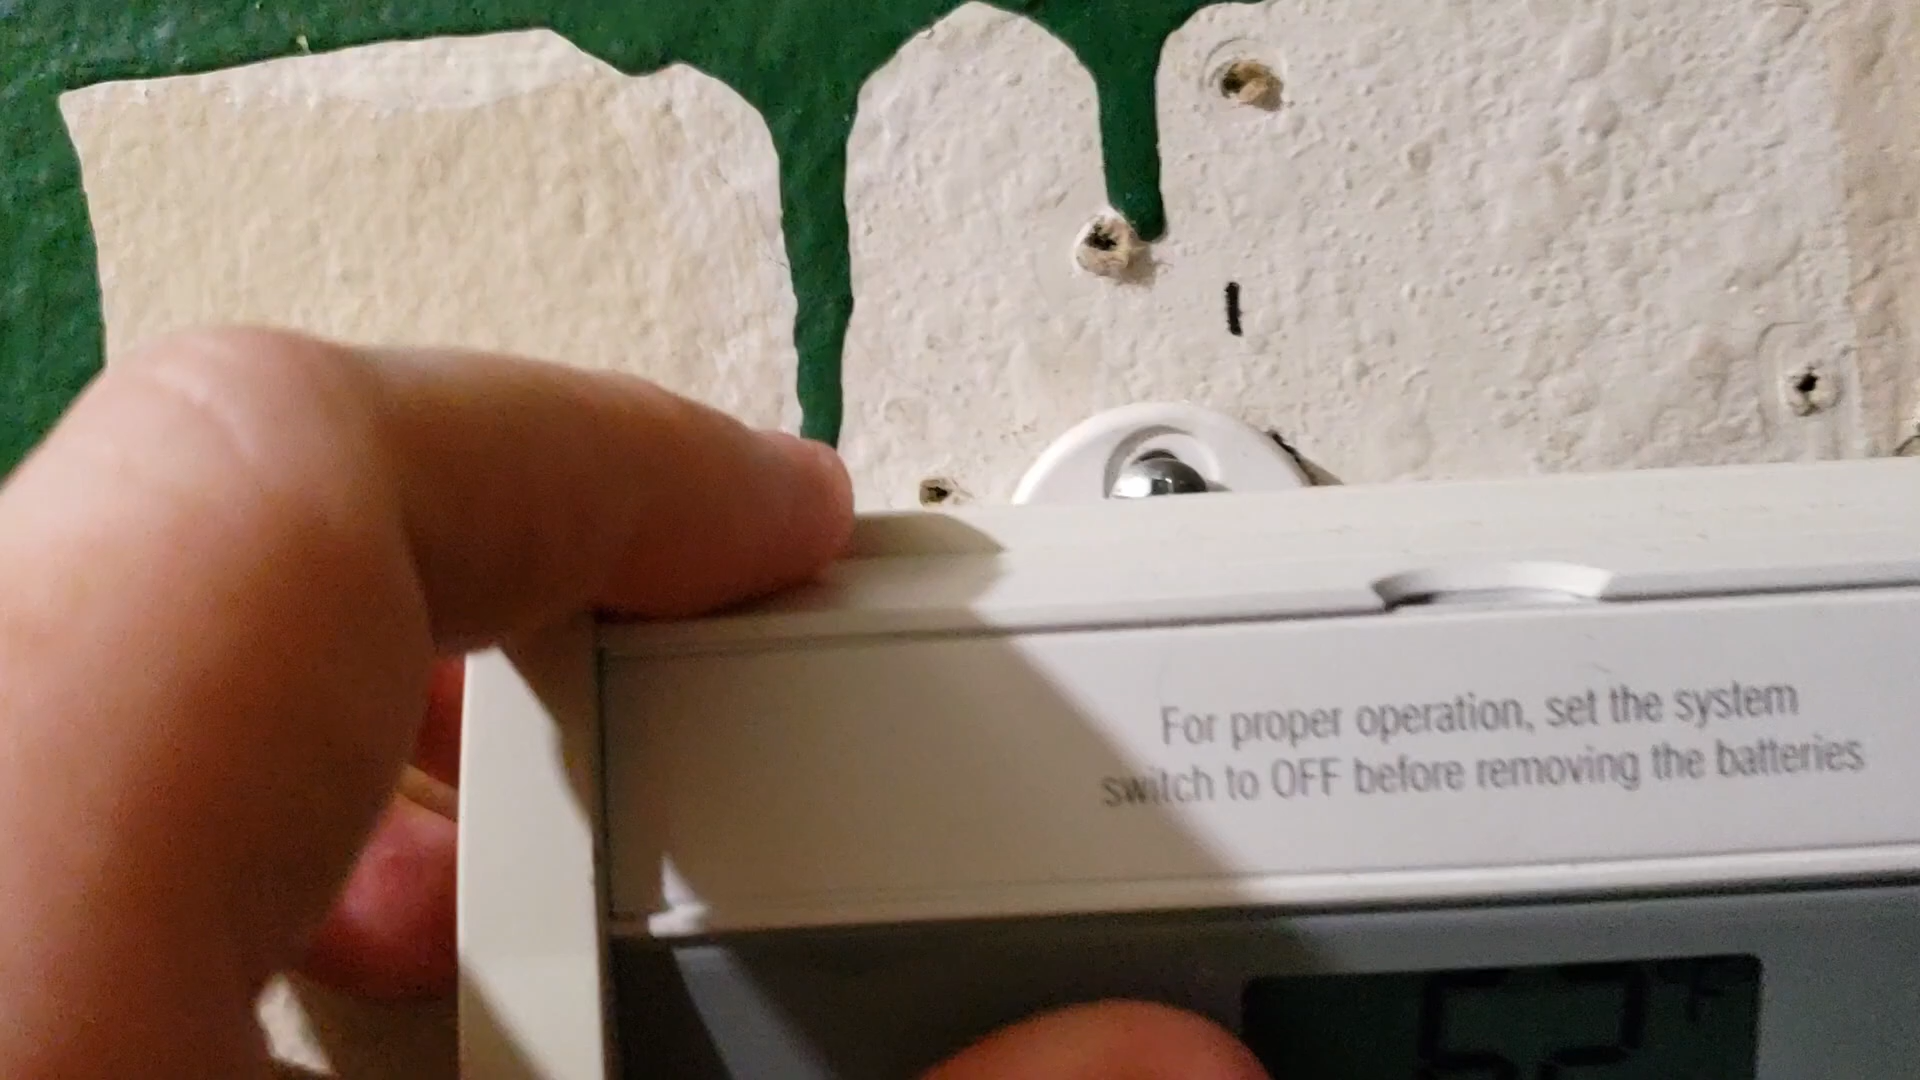 For proper operation, set the system
switch to OFF before removing the batteries